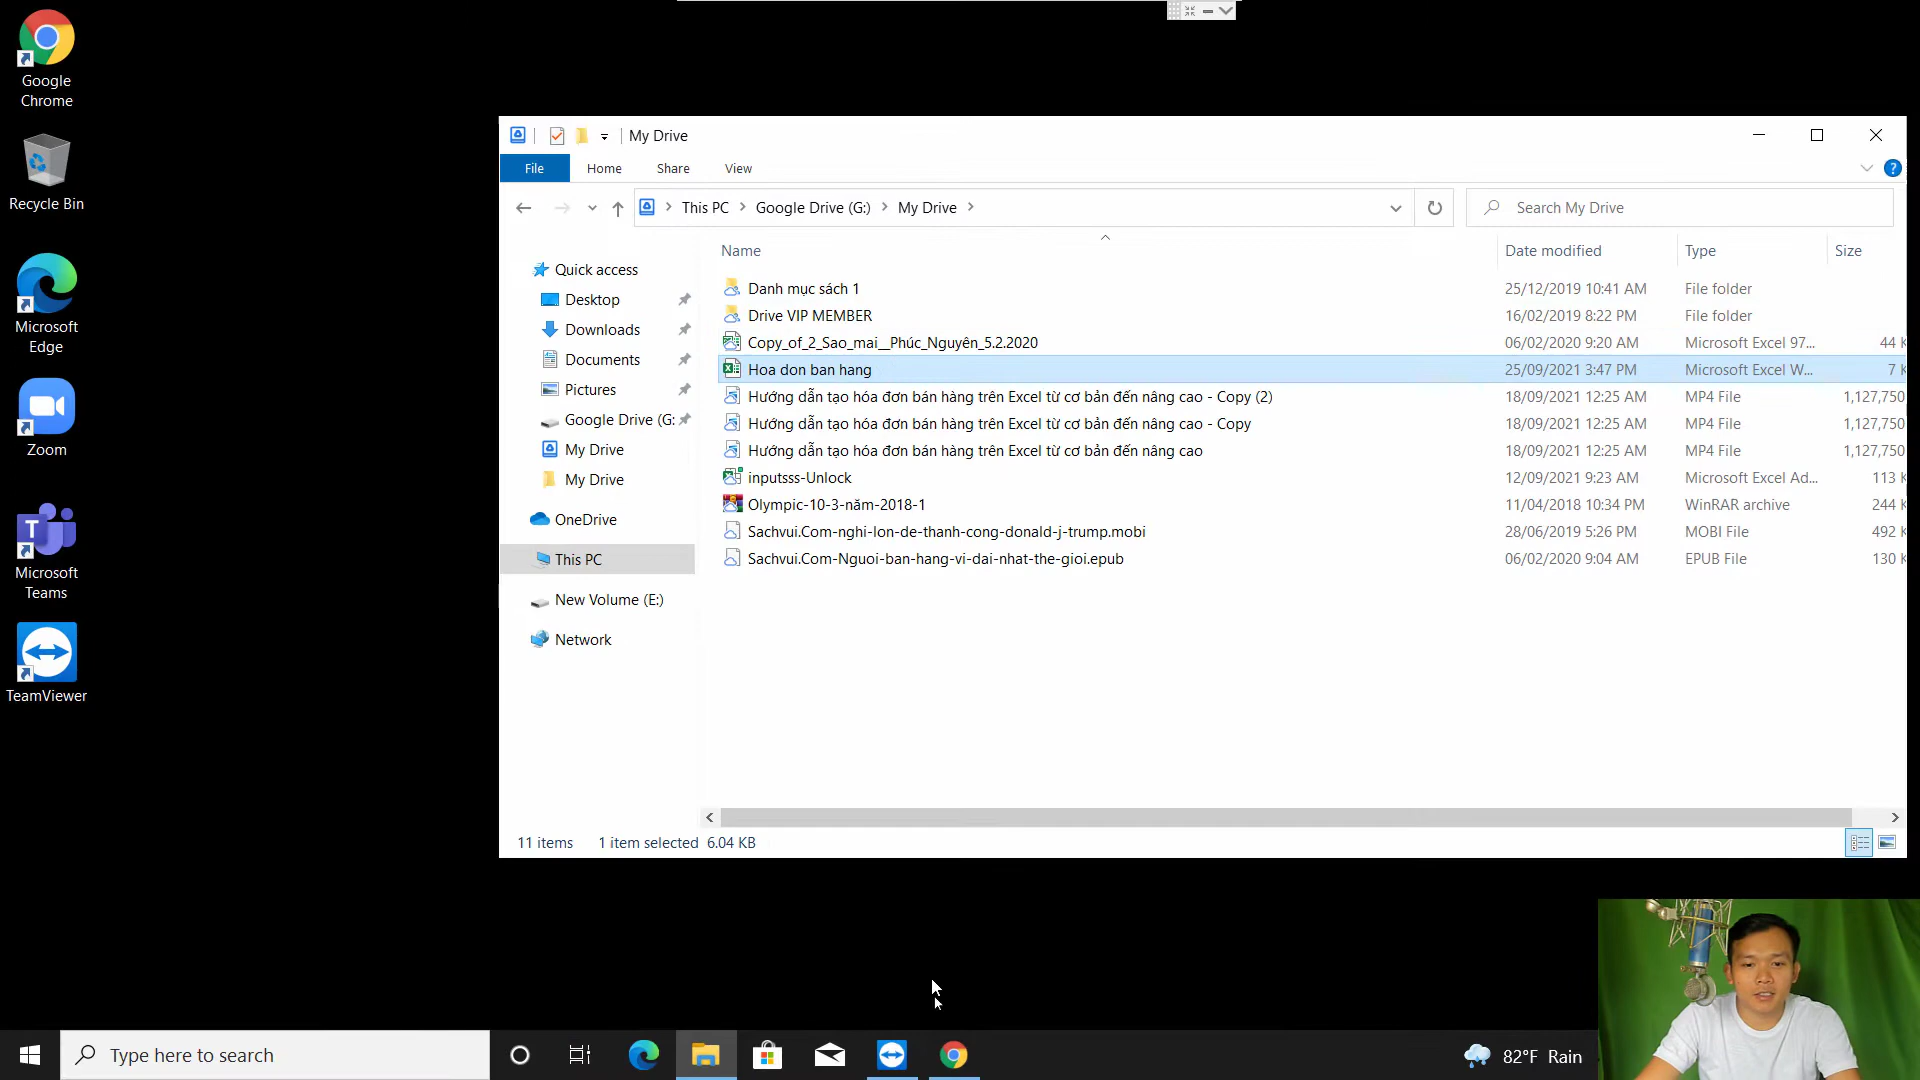 Google
Chrome
Recycle Bin
Microsoft
Edge
Zoom
Microsoft
Teams
TeamViewer
My Drive
File Home Share View
This PC Google Drive (G:) My Drive
Search My Drive
Name Date modified Type Size
Quick access
Desktop
Downloads
Documents
Pictures
Google Drive (G:
My Drive
My Drive
OneDrive
This PC
New Volume (E:)
Network
Danh mục sách 1 25/12/2019 10:41 AM File folder
Drive VIP MEMBER 16/02/2019 8:22 PM File folder
Copy_of_2_Sao_mai__Phúc_Nguyên_5.2.2020 06/02/2020 9:20 AM Microsoft Excel 97... 44 K
Hoa don ban hang 25/09/2021 3:47 PM Microsoft Excel W... 7 K
Hướng dẫn tạo hóa đơn bán hàng trên Excel từ cơ bản đến nâng cao - Copy (2) 18/09/2021 12:25 AM MP4 File 1,127,750
Hướng dẫn tạo hóa đơn bán hàng trên Excel từ cơ bản đến nâng cao - Copy 18/09/2021 12:25 AM MP4 File 1,127,750
Hướng dẫn tạo hóa đơn bán hàng trên Excel từ cơ bản đến nâng cao 18/09/2021 12:25 AM MP4 File 1,127,750
inputsss-Unlock 12/09/2021 9:23 AM Microsoft Excel Ad... 113 K
Olympic-10-3-năm-2018-1 11/04/2018 10:34 PM WinRAR archive 244 K
Sachvui.Com-nghi-lon-de-thanh-cong-donald-j-trump.mobi 28/06/2019 5:26 PM MOBI File 492 K
Sachvui.Com-Nguoi-ban-hang-vi-dai-nhat-the-gioi.epub 06/02/2020 9:04 AM EPUB File 130 K
11 items 1 item selected 6.04 KB
Type here to search
82°F Rain